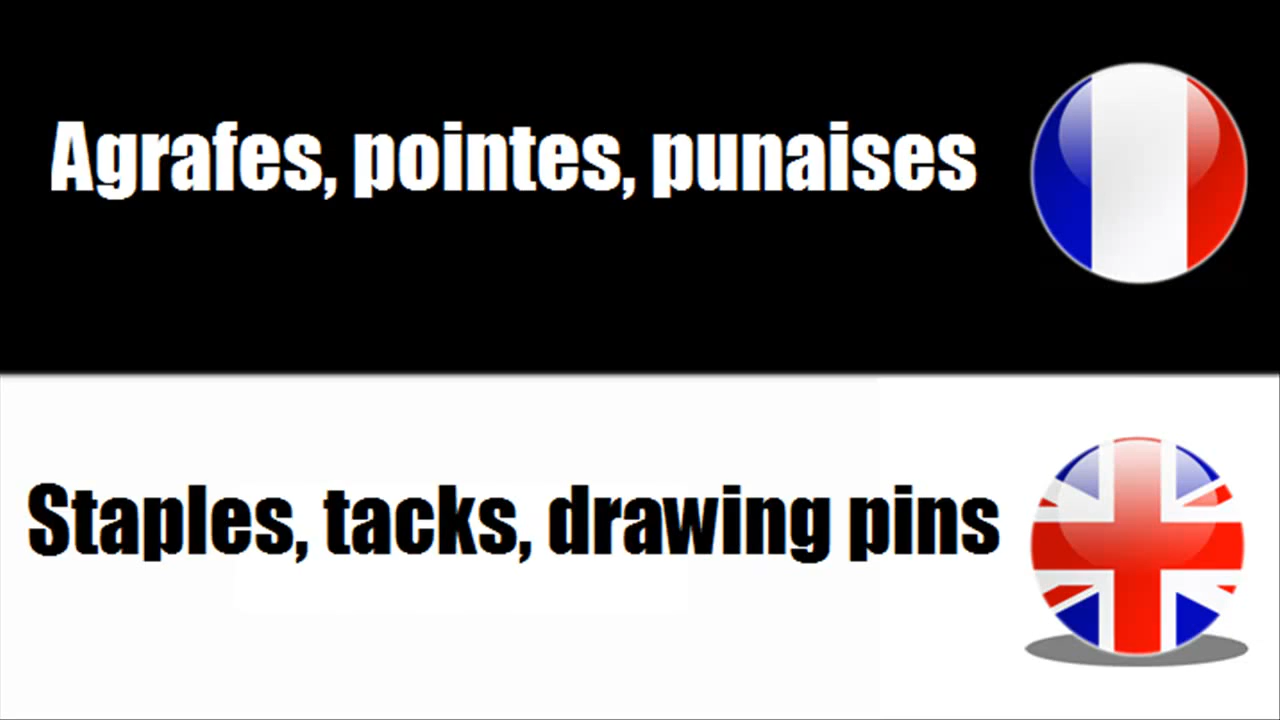 Agrafes, pointes, punaises
Staples, tacks, drawing pins